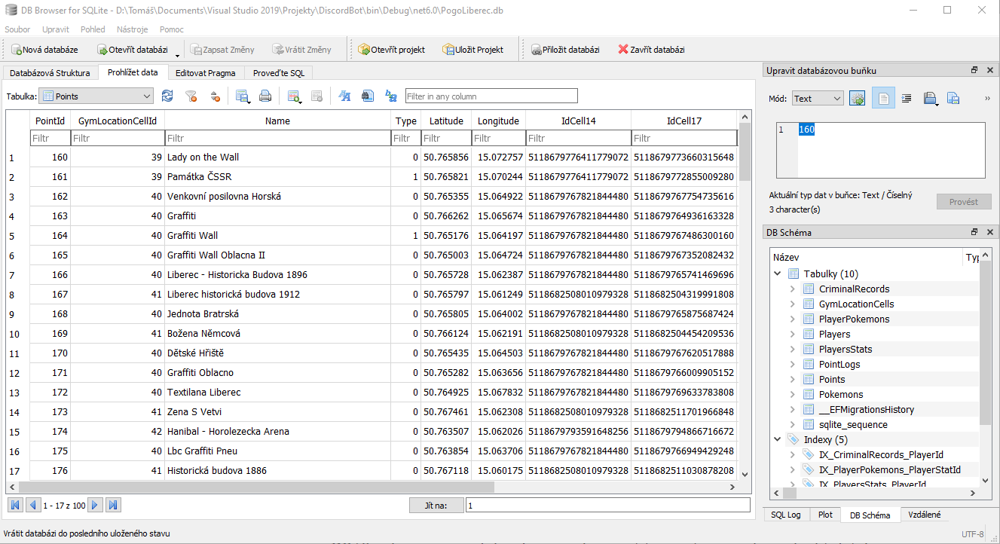 DB Browser for SQLite - D:\Tomáš\Documents\Visual Studio 2019\Projekty\DiscordBot\bin\Debug\net6.0\PogoLiberec.db
Soubor Upravit Pohled Nástroje Pomoc
Nová databáze Otevřít databázi Zapsat Změny Vrátit Změny Otevřít projekt Uložit Projekt Přiložit databázi Zavřít databázi
Databázová Struktura Prohlížet data Editovat Pragma Proveďte SQL
Tabulka: Points Filter in any column
PointId GymLocationCellId Name Type Latitude Longitude IdCell14 IdCell17
Filtr Filtr Filtr Filtr Filtr Filtr Filtr Filtr
1 160 39 Lady on the Wall 0 50.765856 15.072757 5118679776411779072 5118679773660315648
2 161 39 Památka ČSSR 1 50.765821 15.070244 5118679776411779072 5118679772855009280
3 162 40 Venkovní posilovna Horská 0 50.765355 15.064922 5118679767821844480 5118679767754735616
4 163 40 Graffiti 0 50.766262 15.065674 5118679767821844480 5118679764936163328
5 164 40 Graffiti Wall 1 50.765176 15.064197 5118679767821844480 5118679767486300160
6 165 40 Graffiti Wall Oblacna II 0 50.765003 15.064724 5118679767821844480 5118679767352082432
7 166 40 Liberec - Historicka Budova 1896 0 50.765728 15.062387 5118679767821844480 5118679765741469696
8 167 41 Liberec historická budova 1912 0 50.765797 15.061249 5118682508010979328 5118682504319991808
9 168 40 Jednota Bratrská 0 50.765805 15.064002 5118679767821844480 5118679765875687424
10 169 41 Božena Němcová 0 50.766124 15.062191 5118682508010979328 5118682504454209536
11 170 40 Dětské Hřiště 0 50.765435 15.064503 5118679767821844480 5118679767620517888
12 171 40 Graffiti Oblacno 0 50.765282 15.063656 5118679767821844480 5118679766009905152
13 172 40 Textilana Liberec 0 50.764925 15.067832 5118679767821844480 5118679769633783808
14 173 41 Zena S Vetvi 0 50.767461 15.062308 5118682508010979328 5118682511701966848
15 174 42 Hanibal - Horolezecka Arena 0 50.763507 15.062026 5118679793591648256 5118679794866716672
16 175 40 Lbc Graffiti Pneu 0 50.763854 15.063706 5118679767821844480 5118679766949429248
17 176 41 Historická budova 1886 0 50.767118 15.060175 5118682508010979328 5118682511030878208
1 - 17 z 100 Jít na: 1
Vrátit databázi do posledního uloženého stavu
Upravit databázovou buňku
Mód: Text
1 160
Aktuální typ dat v buňce: Text / Číselný
3 character(s)
Provést
DB Schéma
Název Typ
Tabulky (10)
CriminalRecords
GymLocationCells
PlayerPokemons
Players
PlayersStats
PointLogs
Points
Pokemons
__EFMigrationsHistory
sqlite_sequence
Indexy (5)
IX_CriminalRecords_PlayerId
IX_PlayerPokemons_PlayerStatId
IX_PlayersStats_PlayerId
SQL Log Plot DB Schéma Vzdálené
UTF-8